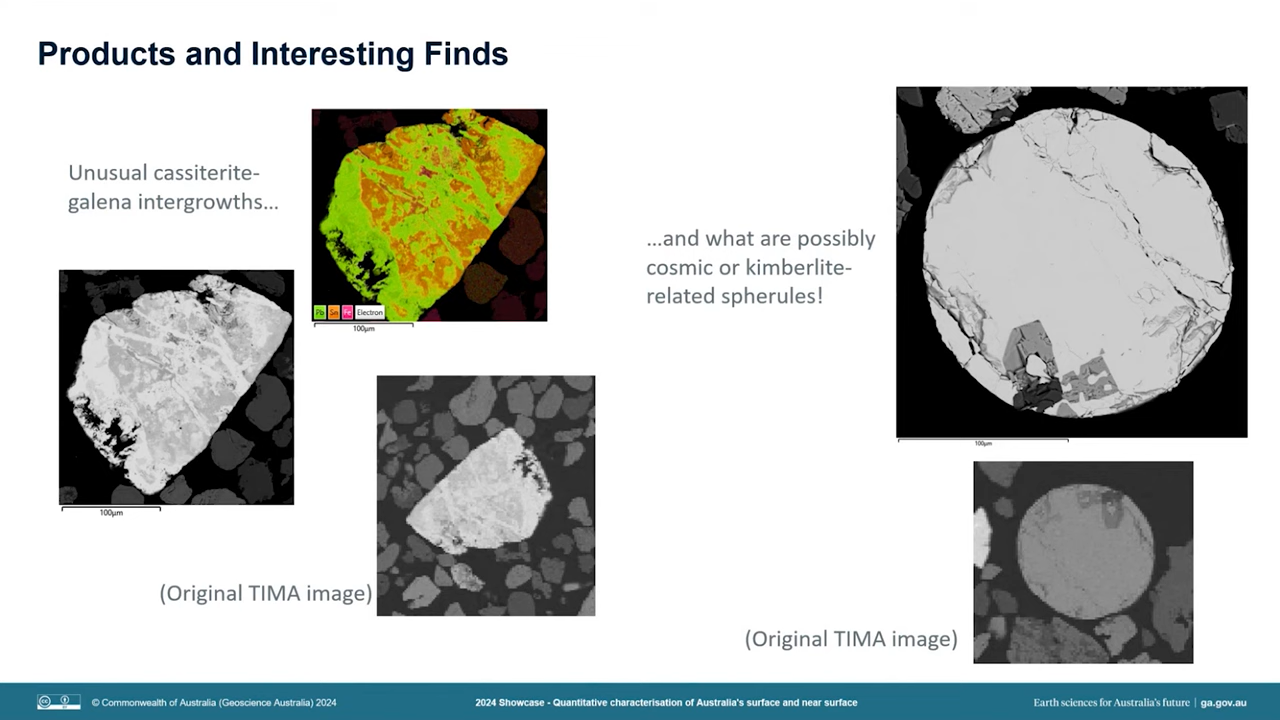 Products and Interesting Finds
Unusual cassiterite-
galena intergrowths...
Pb Sn Fe Electron
100μm
100μm
(Original TIMA image)
...and what are possibly
cosmic or kimberlite-
related spherules!
100μm
(Original TIMA image)
© Commonwealth of Australia (Geoscience Australia) 2024
2024 Showcase - Quantitative characterisation of Australia's surface and near surface
Earth sciences for Australia's future | ga.gov.au